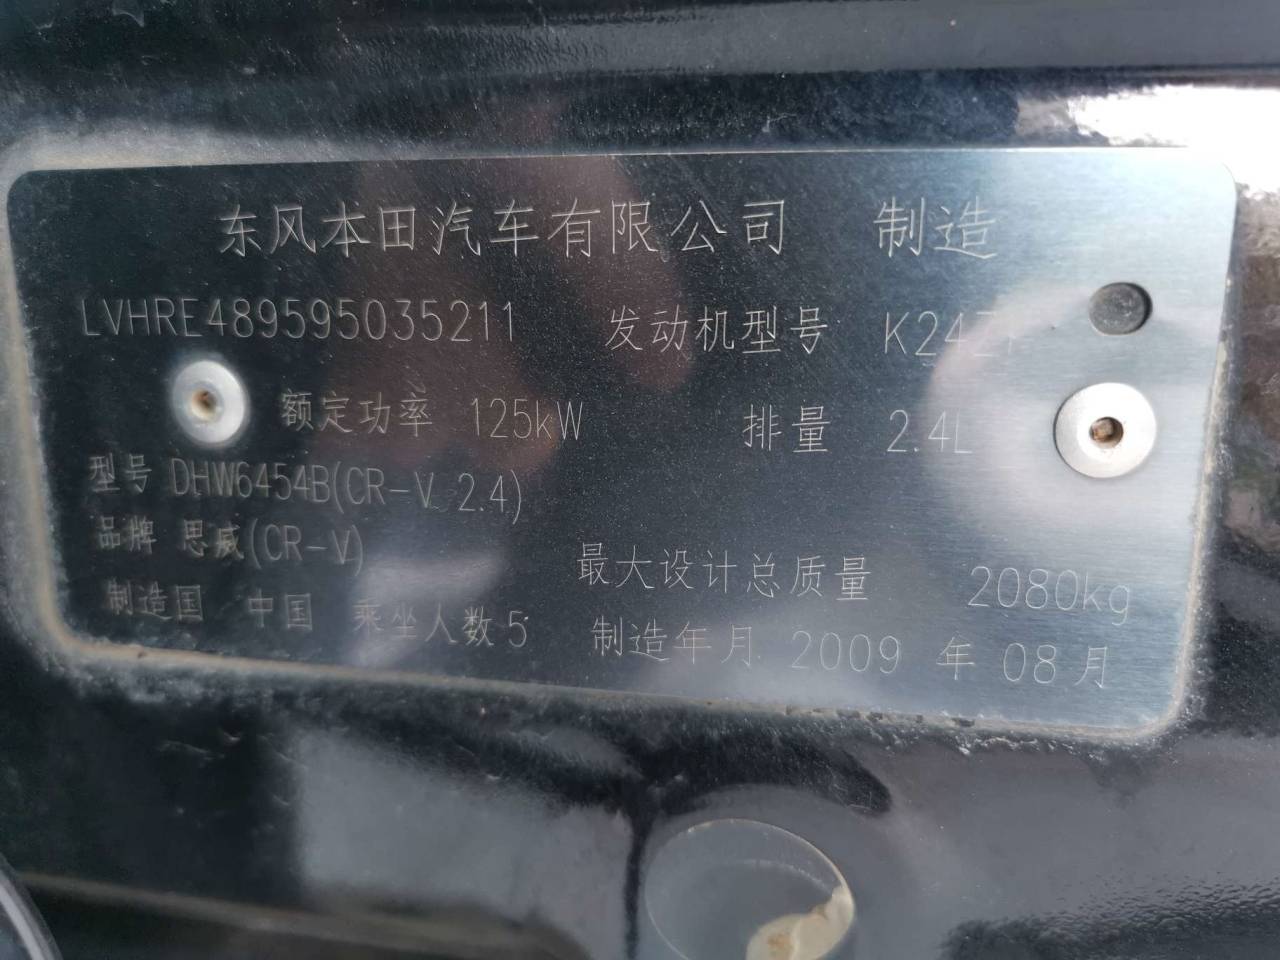 东风本田汽车有限公司 制造
LVHRE489595035211 发动机型号 K24Z1
额定功率 125kW 排量 2.4L
型号 DHW6454B(CR-V 2.4)
品牌 思威(CR-V)
最大设计总质量 2080kg
制造国 中国 乘坐人数 5 制造年月 2009 年 08 月